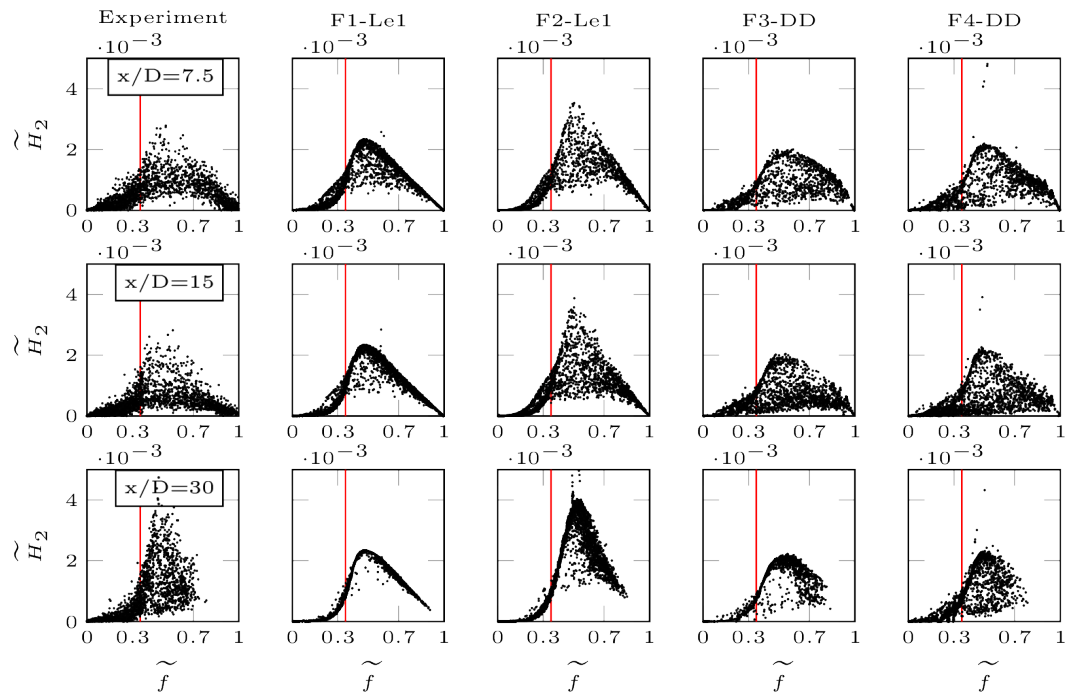 Experiment F1-Le1 F2-Le1 F3-DD F4-DD
·10−3 ·10−3 ·10−3 ·10−3 ·10−3
x/D=7.5
4
2
0
H̃2
0 0.3 0.7 1 0 0.3 0.7 1 0 0.3 0.7 1 0 0.3 0.7 1 0 0.3 0.7 1
·10−3 ·10−3 ·10−3 ·10−3 ·10−3
x/D=15
4
2
0
H̃2
0 0.3 0.7 1 0 0.3 0.7 1 0 0.3 0.7 1 0 0.3 0.7 1 0 0.3 0.7 1
·10−3 ·10−3 ·10−3 ·10−3 ·10−3
x/D=30
4
2
0
H̃2
0 0.3 0.7 1 0 0.3 0.7 1 0 0.3 0.7 1 0 0.3 0.7 1 0 0.3 0.7 1
f̃ f̃ f̃ f̃ f̃